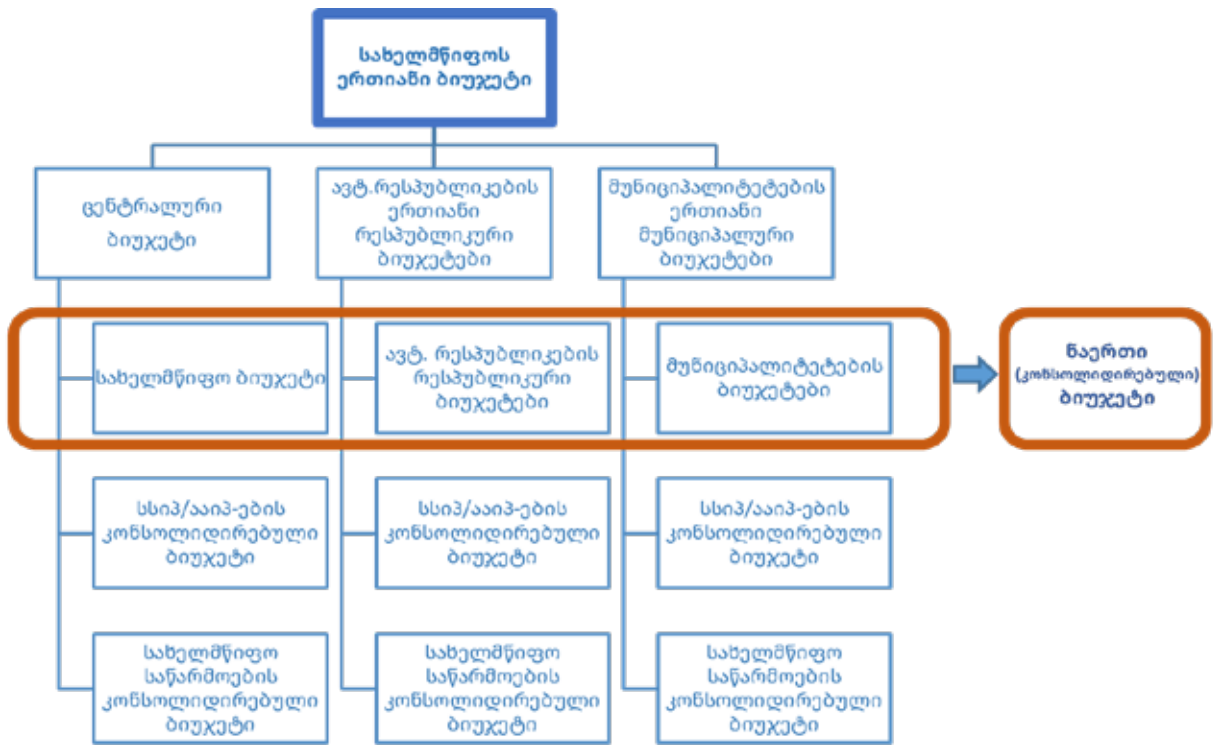 სახელმწიფოს
ერთიანი ბიუჯეტი
ცენტრალური
ბიუჯეტი
ავტ.რესპუბლიკების
ერთიანი
რესპუბლიკური
ბიუჯეტები
მუნიციპალიტეტების
ერთიანი
მუნიციპალური
ბიუჯეტები
სახელმწიფო ბიუჯეტი
ავტ. რესპუბლიკების
რესპუბლიკური
ბიუჯეტები
მუნიციპალიტეტების
ბიუჯეტები
ნაერთი
(კონსოლიდირებული)
ბიუჯეტი
სსიპ/ააიპ-ების
კონსოლიდირებული
ბიუჯეტი
სსიპ/ააიპ-ების
კონსოლიდირებული
ბიუჯეტი
სსიპ/ააიპ-ების
კონსოლიდირებული
ბიუჯეტი
სახელმწიფო
საწარმოების
კონსოლიდირებული
ბიუჯეტი
სახელმწიფო
საწარმოების
კონსოლიდირებული
ბიუჯეტი
სახელმწიფო
საწარმოების
კონსოლიდირებული
ბიუჯეტი